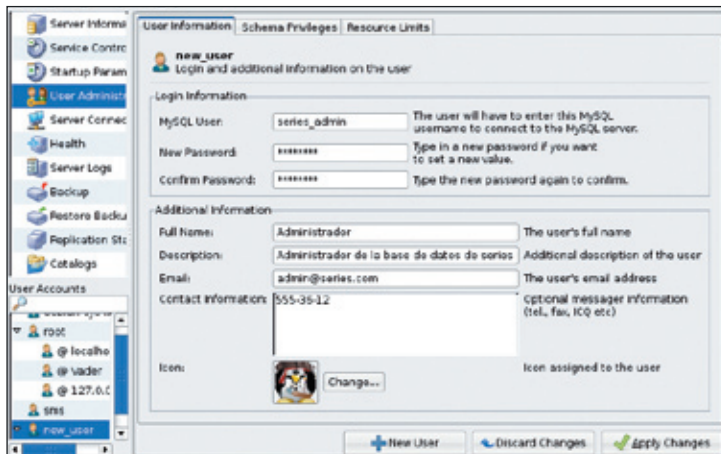 Server Informa
Service Contro
Startup Param
User Administr
Server Connec
Health
Server Logs
Backup
Restore Backu
Replication Sta
Catalogs
User Accounts
root
@ localho
@ vader
@ 127.0.0
sms
new_user
User Information
Schema Privileges
Resource Limits
new_user
Login and additional information on the user
Login Information
MySQL User:
series_admin
The user will have to enter this MySQL
username to connect to the MySQL server.
New Password:
********
Type in a new password if you want
to set a new value.
Confirm Password:
********
Type the new password again to confirm.
Additional Information
Full Name:
Administrador
The user's full name
Description:
Administrador de la base de datos de series
Additional description of the user
Email:
admin@series.com
The user's email address
Contact Information:
555-36-12
Optional messager information
(tel., fax, ICQ etc)
Icon:
Change...
Icon assigned to the user
New User
Discard Changes
Apply Changes